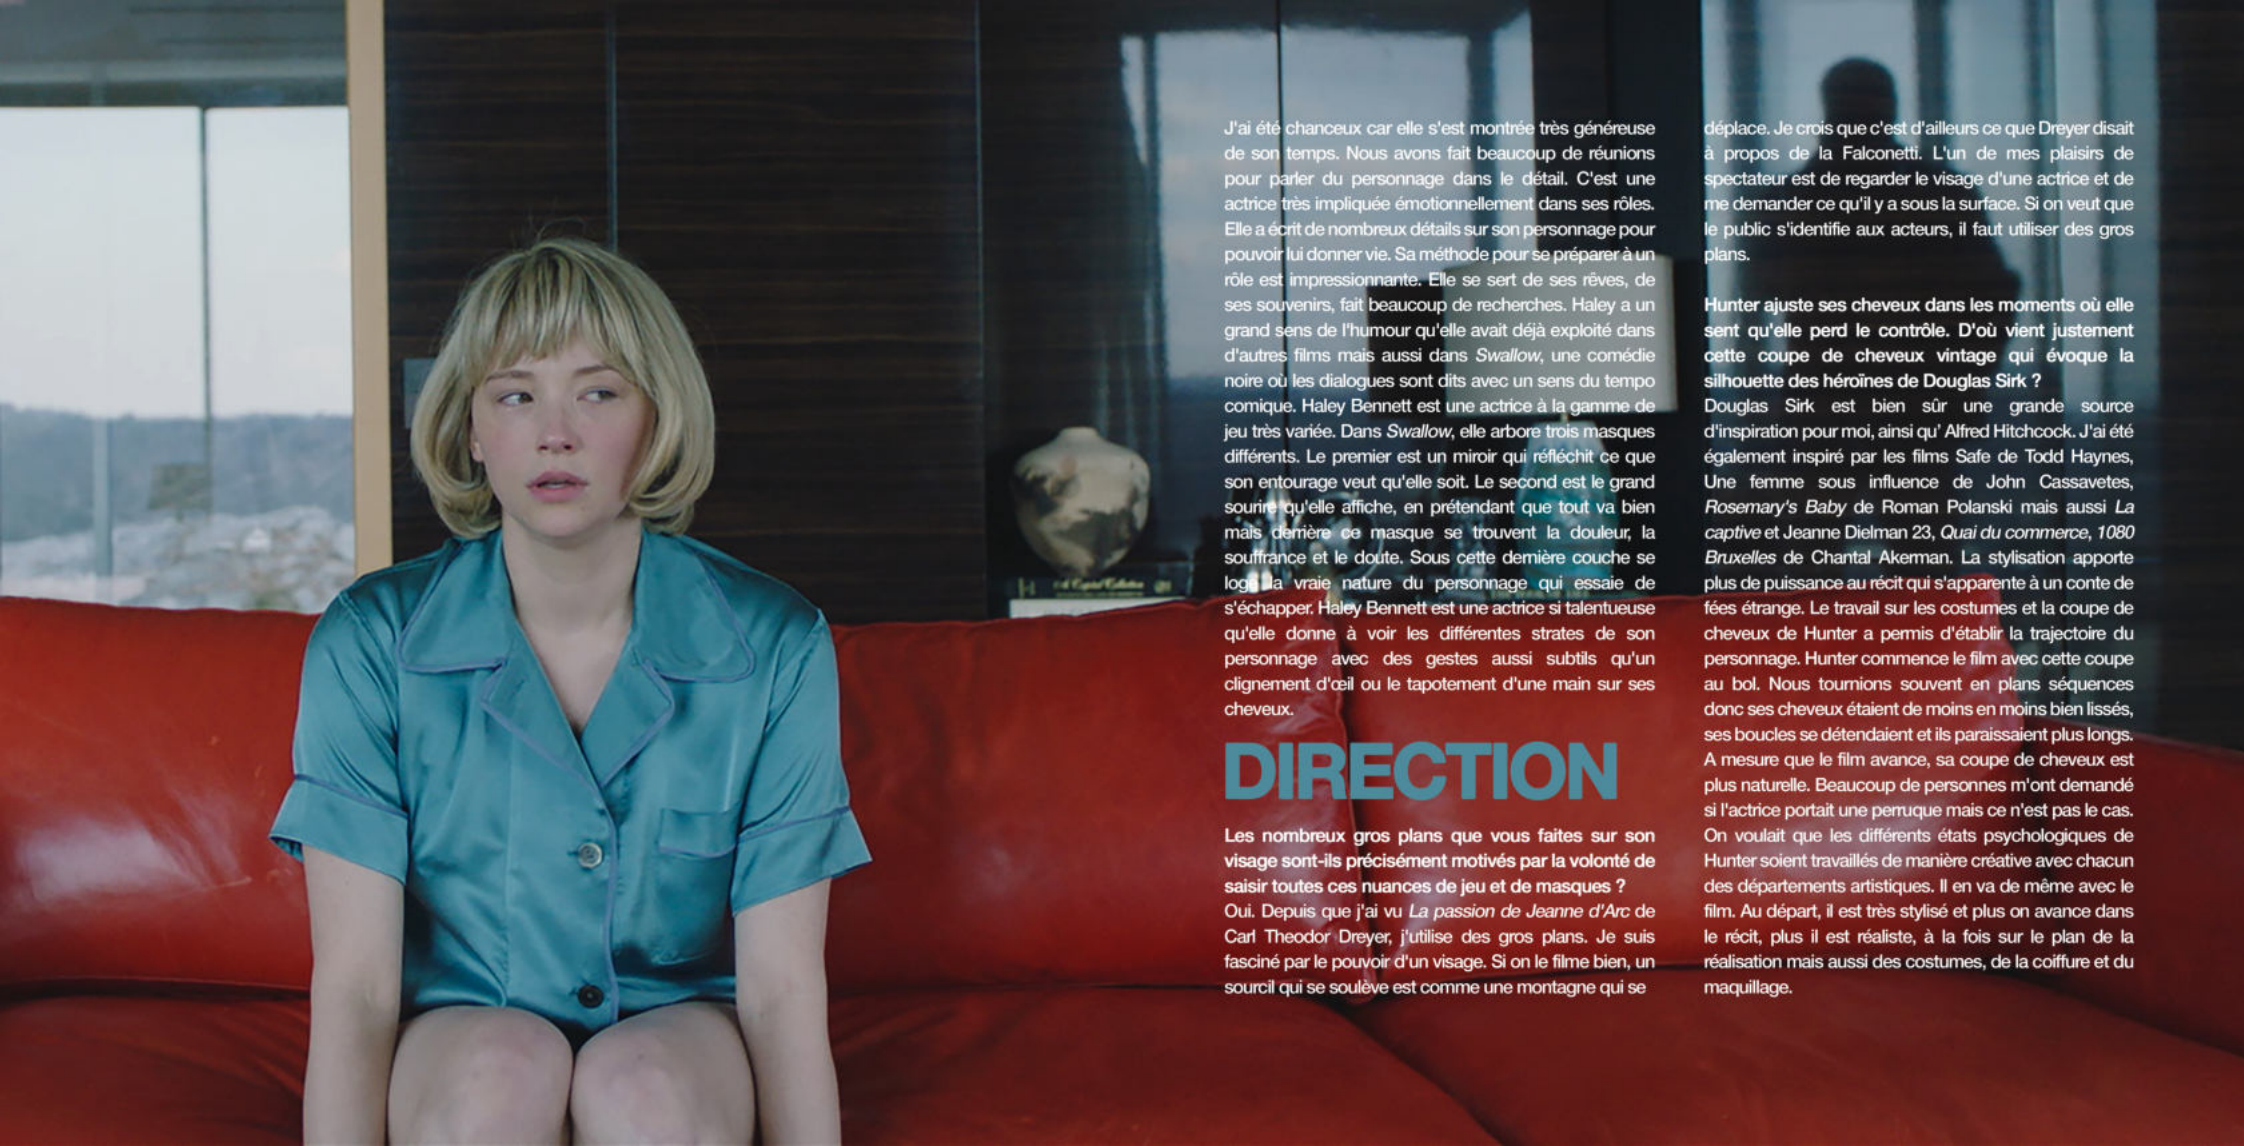 J'ai été chanceux car elle s'est montrée très généreuse
de son temps. Nous avons fait beaucoup de réunions
pour parler du personnage dans le détail. C'est une
actrice très impliquée émotionnellement dans ses rôles.
Elle a écrit de nombreux détails sur son personnage pour
pouvoir lui donner vie. Sa méthode pour se préparer à un
rôle est impressionnante. Elle se sert de ses rêves, de
ses souvenirs, fait beaucoup de recherches. Haley a un
grand sens de l'humour qu'elle avait déjà exploité dans
d'autres films mais aussi dans Swallow, une comédie
noire où les dialogues sont dits avec un sens du tempo
comique. Haley Bennett est une actrice à la gamme de
jeu très variée. Dans Swallow, elle arbore trois masques
différents. Le premier est un miroir qui réfléchit ce que
son entourage veut qu'elle soit. Le second est le grand
sourire qu'elle affiche, en prétendant que tout va bien
mais derrière ce masque se trouvent la douleur, la
souffrance et le doute. Sous cette dernière couche se
loge la vraie nature du personnage qui essaie de
s'échapper. Haley Bennett est une actrice si talentueuse
qu'elle donne à voir les différentes strates de son
personnage avec des gestes aussi subtils qu'un
clignement d'œil ou le tapotement d'une main sur ses
cheveux.
DIRECTION
Les nombreux gros plans que vous faites sur son
visage sont-ils précisément motivés par la volonté de
saisir toutes ces nuances de jeu et de masques ?
Oui. Depuis que j'ai vu La passion de Jeanne d'Arc de
Carl Theodor Dreyer, j'utilise des gros plans. Je suis
fasciné par le pouvoir d'un visage. Si on le filme bien, un
sourcil qui se soulève est comme une montagne qui se
déplace. Je crois que c'est d'ailleurs ce que Dreyer disait
à propos de la Falconetti. L'un de mes plaisirs de
spectateur est de regarder le visage d'une actrice et de
me demander ce qu'il y a sous la surface. Si on veut que
le public s'identifie aux acteurs, il faut utiliser des gros
plans.
Hunter ajuste ses cheveux dans les moments où elle
sent qu'elle perd le contrôle. D'où vient justement
cette coupe de cheveux vintage qui évoque la
silhouette des héroïnes de Douglas Sirk ?
Douglas Sirk est bien sûr une grande source
d'inspiration pour moi, ainsi qu' Alfred Hitchcock. J'ai été
également inspiré par les films Safe de Todd Haynes,
Une femme sous influence de John Cassavetes,
Rosemary's Baby de Roman Polanski mais aussi La
captive et Jeanne Dielman 23, Quai du commerce, 1080
Bruxelles de Chantal Akerman. La stylisation apporte
plus de puissance au récit qui s'apparente à un conte de
fées étrange. Le travail sur les costumes et la coupe de
cheveux de Hunter a permis d'établir la trajectoire du
personnage. Hunter commence le film avec cette coupe
au bol. Nous tournions souvent en plans séquences
donc ses cheveux étaient de moins en moins bien lissés,
ses boucles se détendaient et ils paraissaient plus longs.
A mesure que le film avance, sa coupe de cheveux est
plus naturelle. Beaucoup de personnes m'ont demandé
si l'actrice portait une perruque mais ce n'est pas le cas.
On voulait que les différents états psychologiques de
Hunter soient travaillés de manière créative avec chacun
des départements artistiques. Il en va de même avec le
film. Au départ, il est très stylisé et plus on avance dans
le récit, plus il est réaliste, à la fois sur le plan de la
réalisation mais aussi des costumes, de la coiffure et du
maquillage.